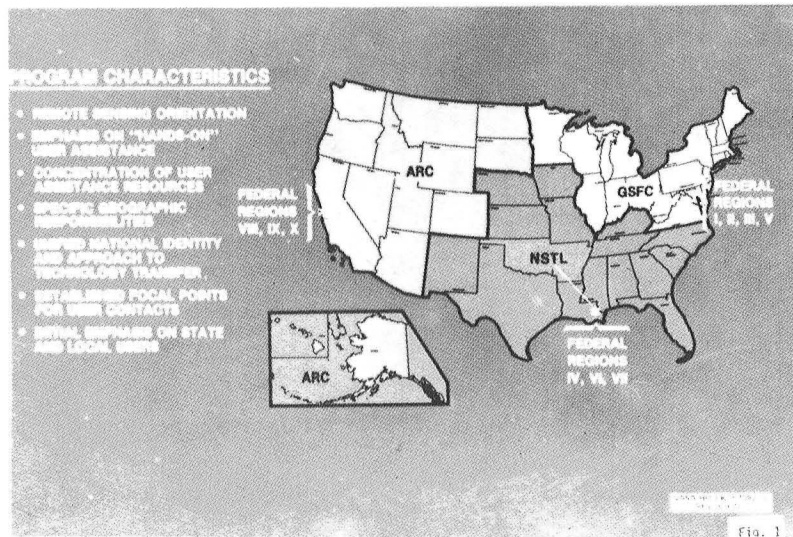 PROGRAM CHARACTERISTICS
• REMOTE SENSING ORIENTATION
• EMPHASIS ON "HANDS-ON"
USER ASSISTANCE
• CONCENTRATION OF USER
ASSISTANCE RESOURCES
• SPECIFIC GEOGRAPHIC
RESPONSIBILITIES
• UNIFIED NATIONAL IDENTITY
AND APPROACH TO
TECHNOLOGY TRANSFER
• ESTABLISHED FOCAL POINTS
FOR USER CONTACTS
• INITIAL EMPHASIS ON STATE
AND LOCAL USERS
ARC
FEDERAL
REGIONS
VIII, IX, X
GSFC
FEDERAL
REGIONS
I, II, III, V
NSTL
FEDERAL
REGIONS
IV, VI, VII
ARC
Fig. 1